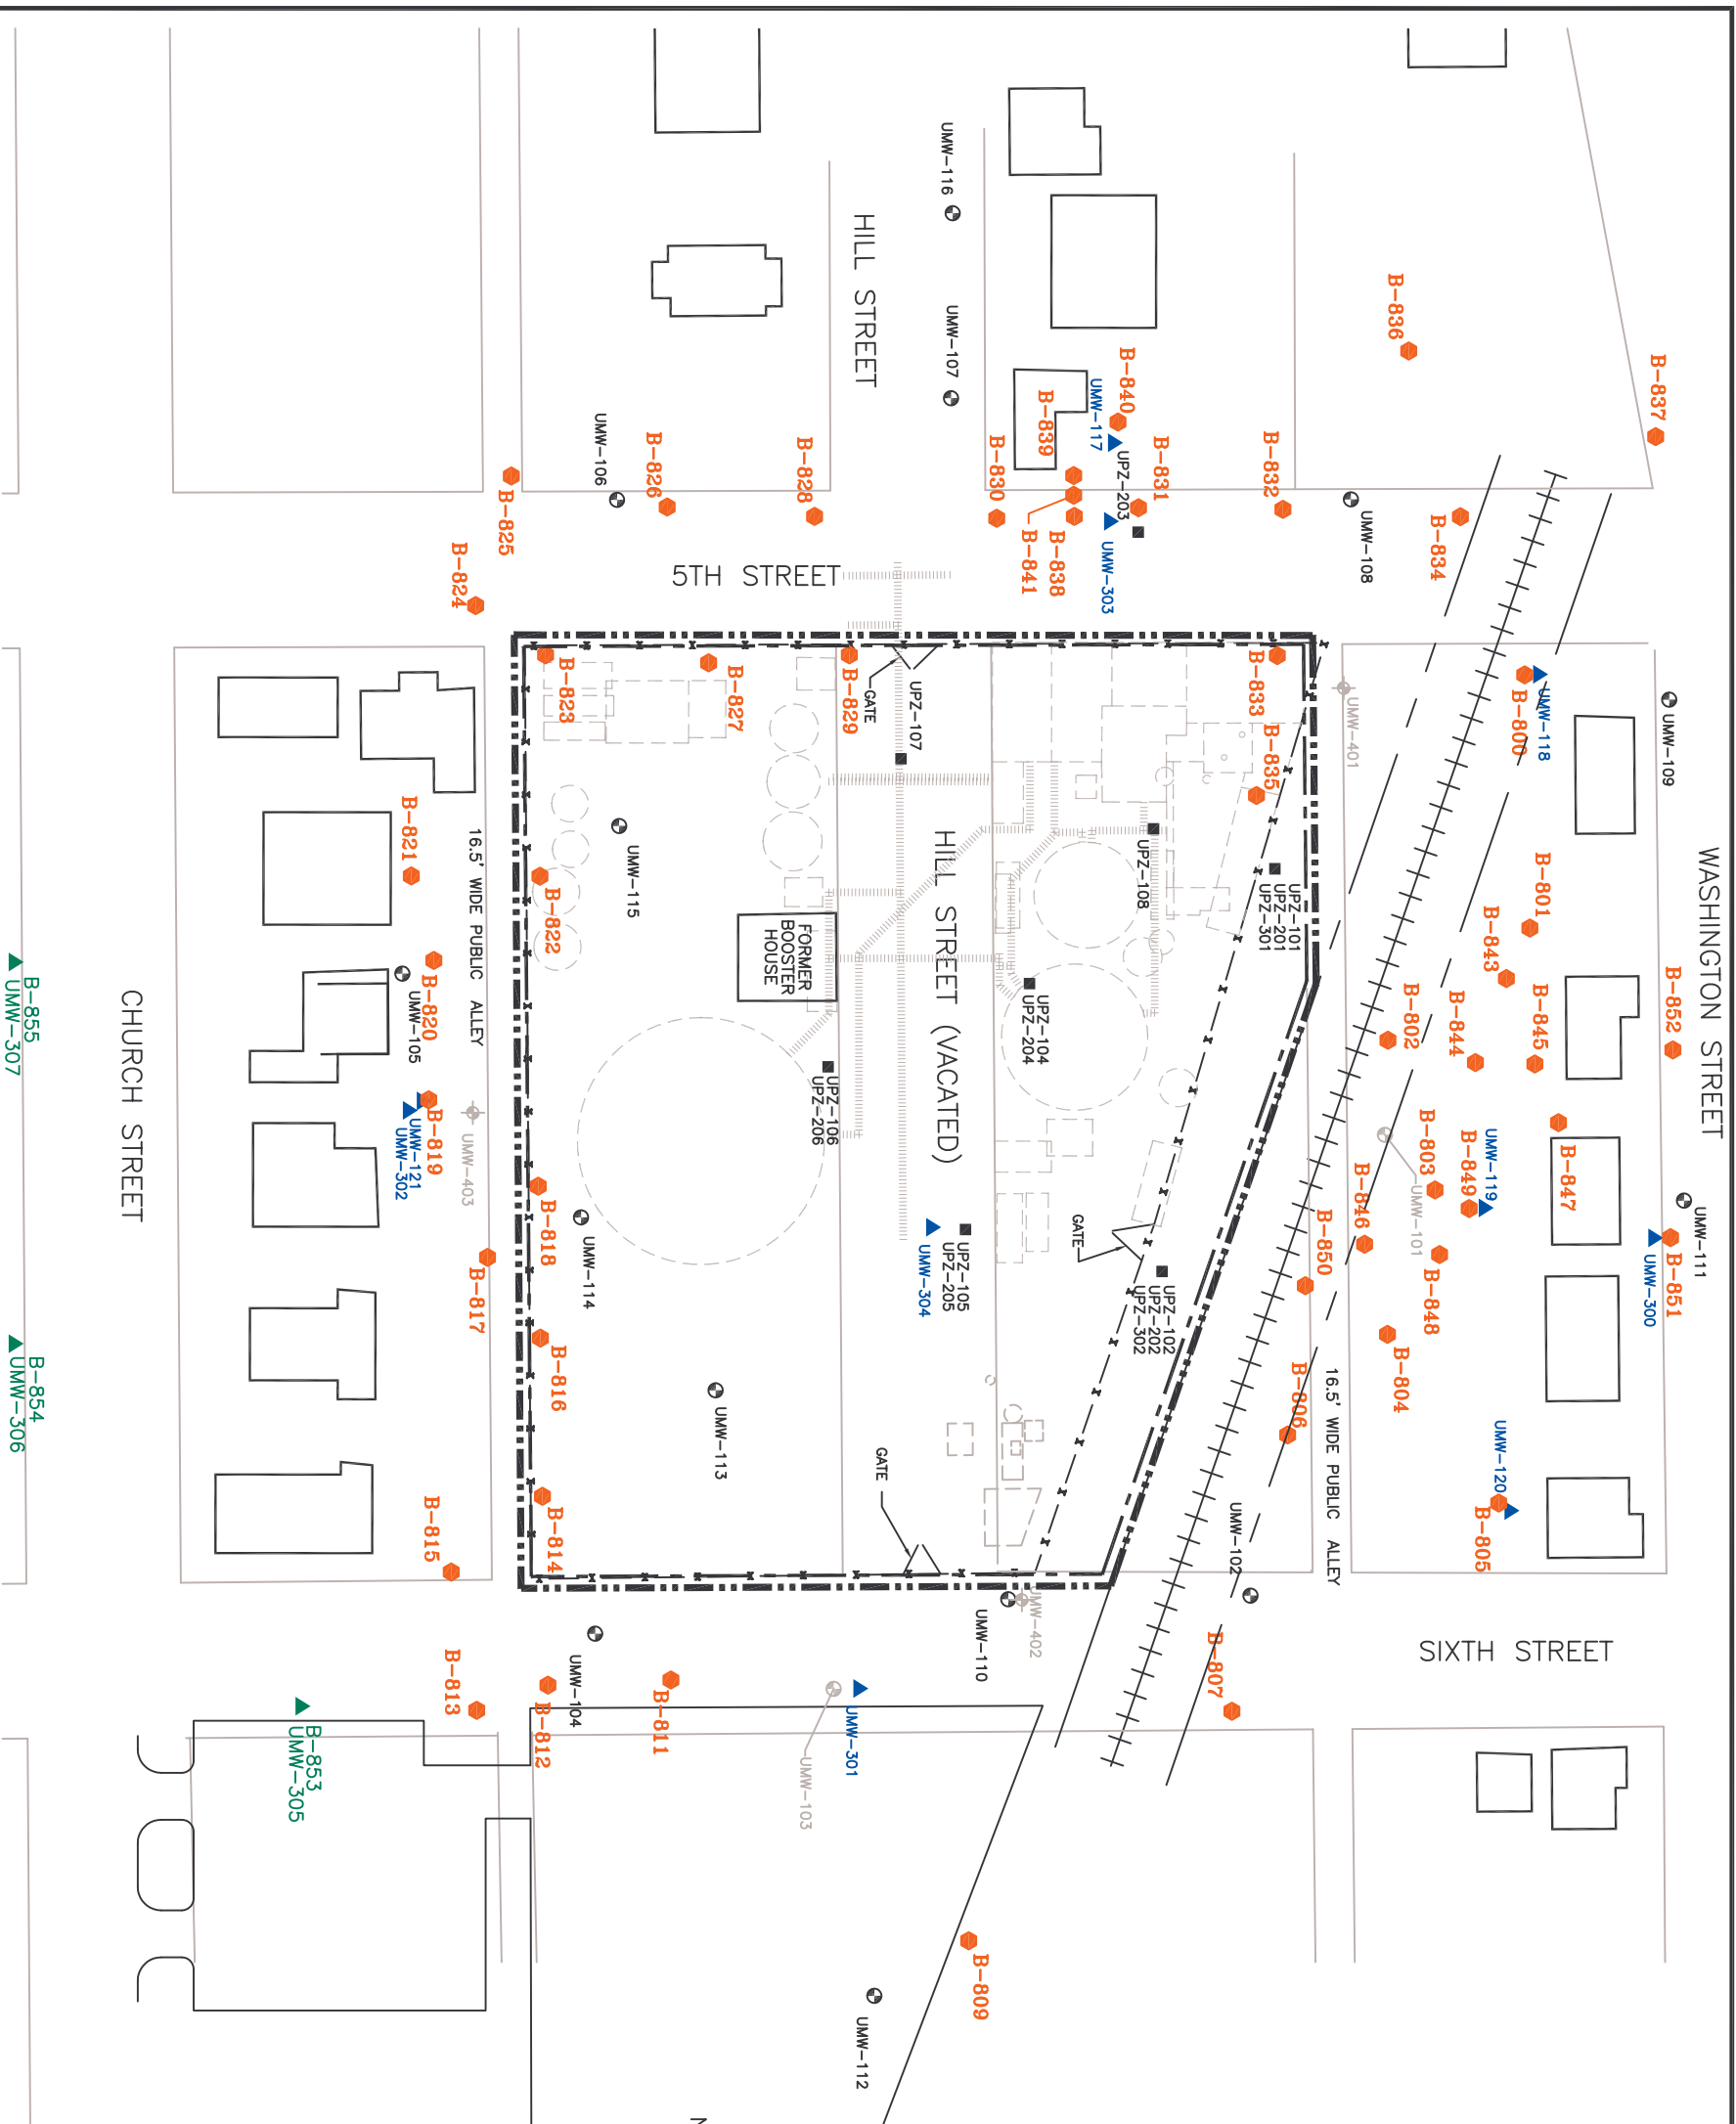 WASHINGTON STREET
B-837
UMW-109
B-852
UMW-111
B-851
UMW-300
B-836
B-834
UMW-108
B-800
UMW-118
B-801
B-843
B-845
B-844
B-802
B-847
B-803
B-849
UMW-119
UMW-101
B-846
B-848
B-804
B-850
B-806
16.5' WIDE PUBLIC ALLEY
UMW-120
B-805
UMW-102
SIXTH STREET
B-807
UMW-401
B-832
B-831
B-840
UMW-117
UPZ-203
UMW-303
B-839
B-838
B-841
B-830
UMW-116
UMW-107
HILL STREET
5TH STREET
B-828
B-826
UMW-106
B-825
B-824
B-833
B-835
UPZ-101
UPZ-201
UPZ-301
UPZ-108
UPZ-107
GATE
B-829
B-827
B-823
HILL STREET (VACATED)
UPZ-104
UPZ-204
UPZ-102
UPZ-202
UPZ-302
GATE
UPZ-105
UPZ-205
UMW-304
UPZ-106
UPZ-206
FORMER
BOOSTER
HOUSE
UMW-115
B-822
UMW-114
B-818
B-816
UMW-113
B-814
GATE
UMW-402
UMW-110
UMW-301
UMW-103
B-809
UMW-112
B-811
UMW-104
B-812
B-813
B-853
UMW-305
16.5' WIDE PUBLIC ALLEY
B-821
B-820
UMW-105
B-819
UMW-121
UMW-302
UMW-403
B-817
B-815
CHURCH STREET
B-855
UMW-307
B-854
UMW-306